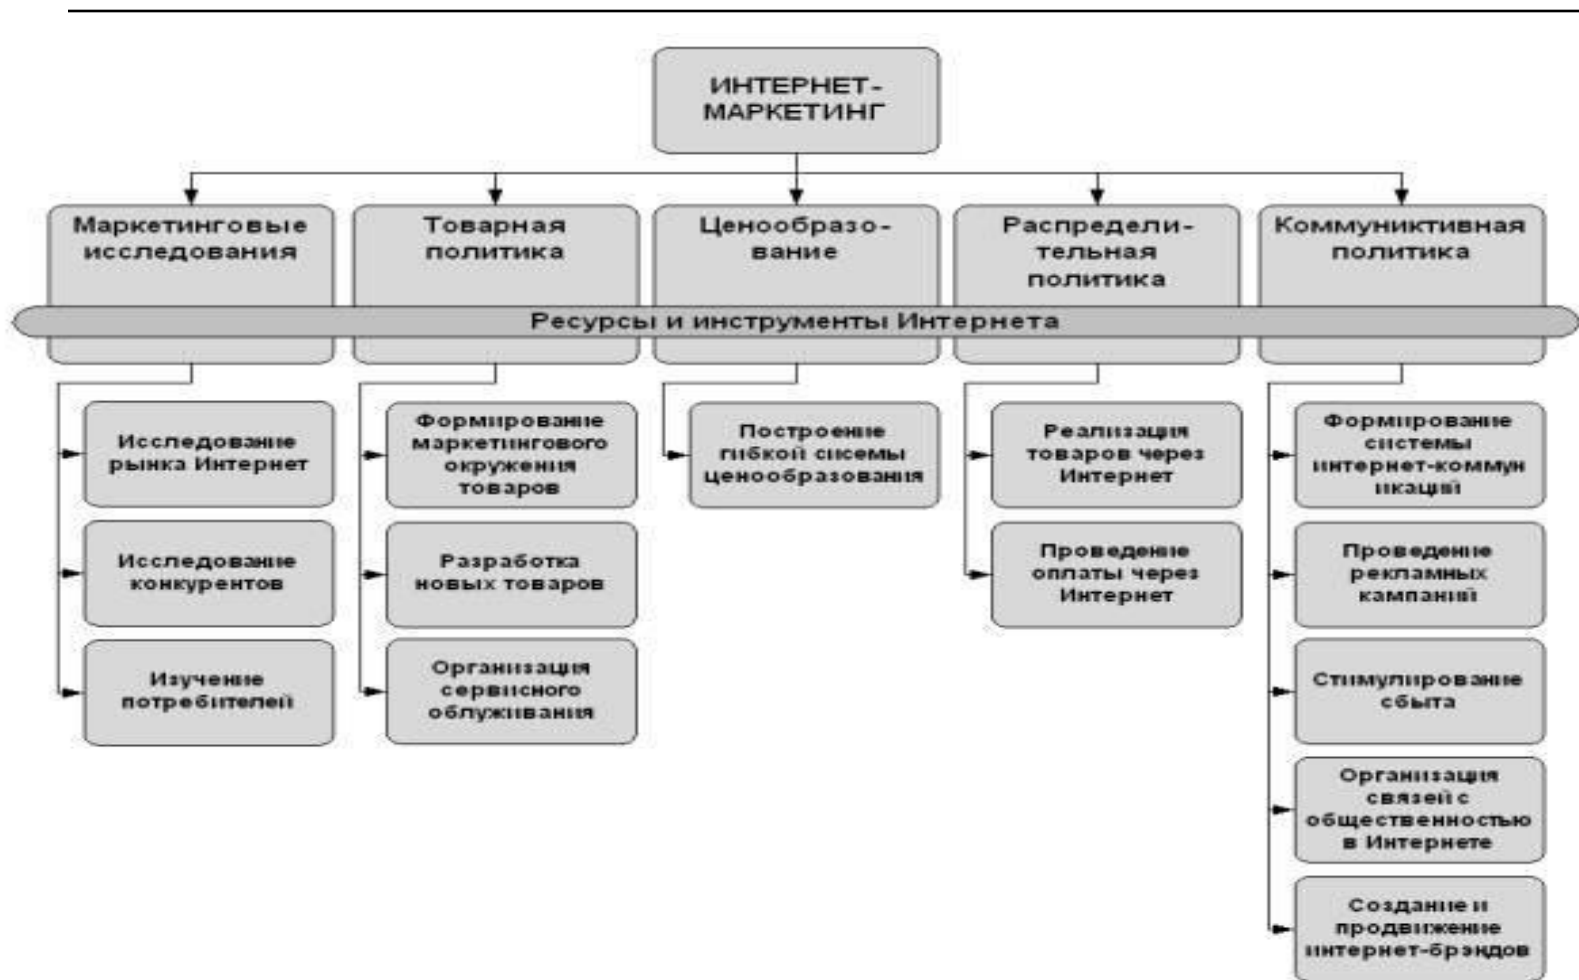 ИНТЕРНЕТ-
МАРКЕТИНГ
Маркетинговые
исследования
Товарная
политика
Ценообразо-
вание
Распредели-
тельная
политика
Коммуниктивная
политика
Ресурсы и инструменты Интернета
Исследование
рынка Интернет
Исследование
конкурентов
Изучение
потребителей
Формирование
маркетингового
окружения
товаров
Разработка
новых товаров
Организация
сервисного
облуживания
Построение
гибкой сисемы
ценообразования
Реализация
товаров через
Интернет
Проведение
оплаты через
Интернет
Формирование
системы
интернет-коммун
икаций
Проведение
рекламных
кампаний
Стимулирование
сбыта
Организация
связей с
общественностью
в Интернете
Создание и
продвижение
интернет-брэндов